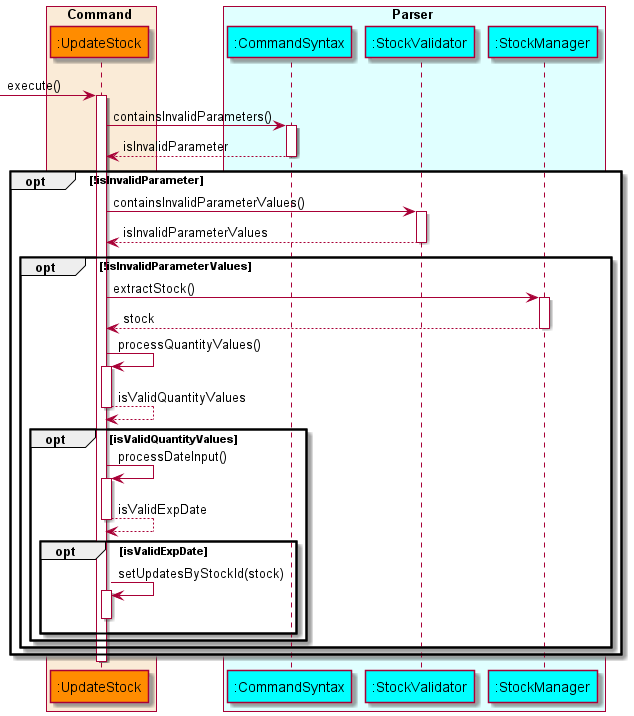 Command Parser
:UpdateStock :CommandSyntax :StockValidator :StockManager
execute()
containsInvalidParameters()
isInvalidParameter
opt [!isInvalidParameter]
containsInvalidParameterValues()
isInvalidParameterValues
opt [!isInvalidParameterValues]
extractStock()
stock
processQuantityValues()
isValidQuantityValues
opt [isValidQuantityValues]
processDateInput()
isValidExpDate
opt [isValidExpDate]
setUpdatesByStockId(stock)
:UpdateStock :CommandSyntax :StockValidator :StockManager